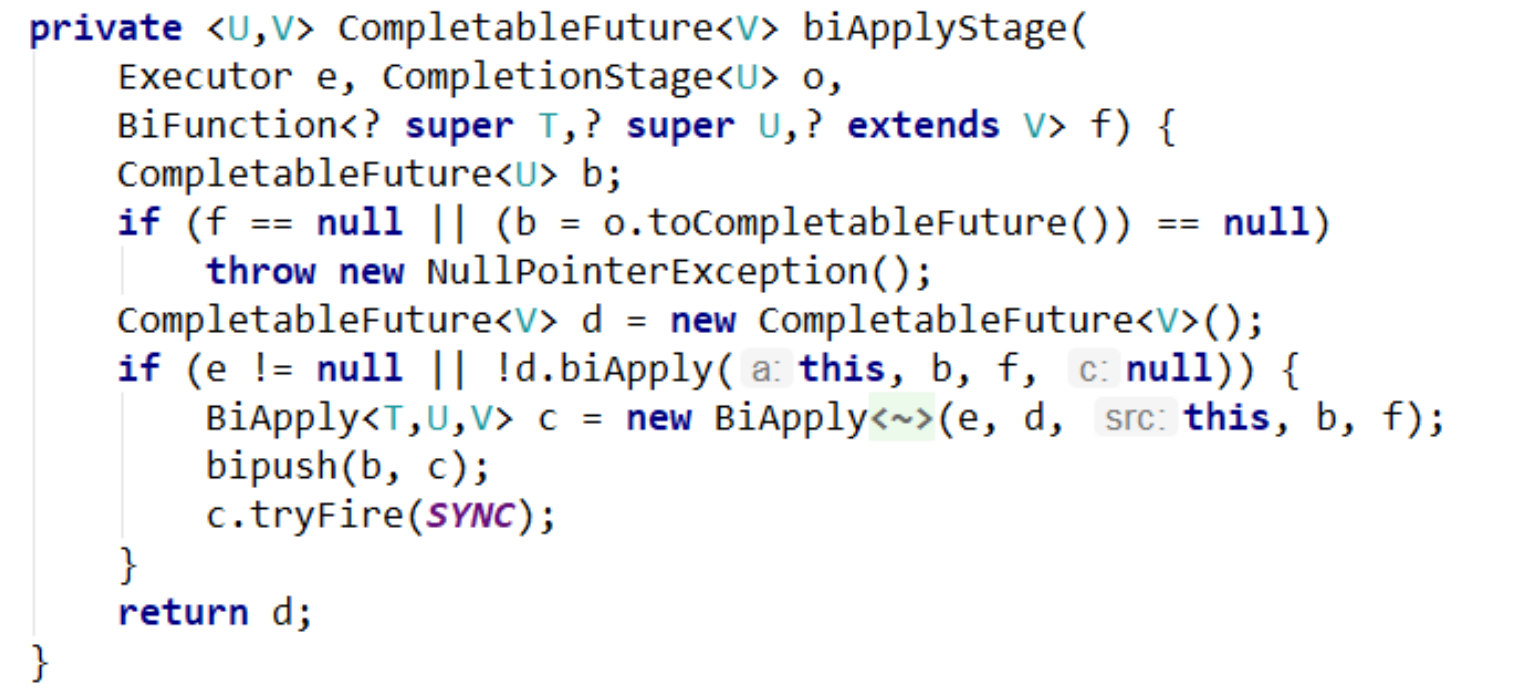 private <U,V> CompletableFuture<V> biApplyStage(
    Executor e, CompletionStage<U> o,
    BiFunction<? super T,? super U,? extends V> f) {
    CompletableFuture<U> b;
    if (f == null || (b = o.toCompletableFuture()) == null)
        throw new NullPointerException();
    CompletableFuture<V> d = new CompletableFuture<V>();
    if (e != null || !d.biApply( a: this, b, f, c: null)) {
        BiApply<T,U,V> c = new BiApply<~>(e, d, src: this, b, f);
        bipush(b, c);
        c.tryFire(SYNC);
    }
    return d;
}